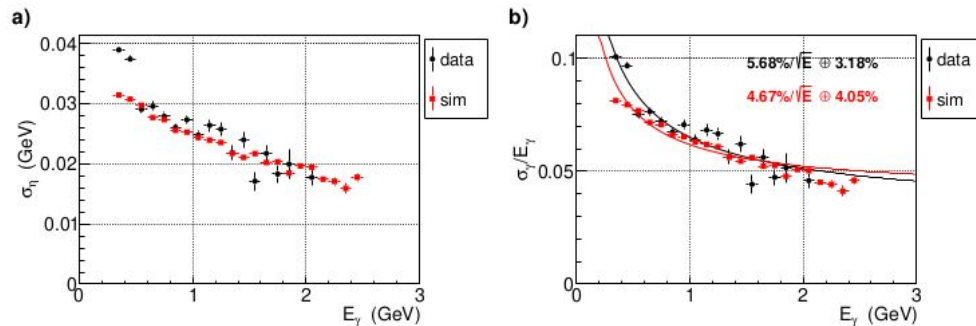 a)
σ_η (GeV)
0.04
0.03
0.02
0.01
0
0
1
2
3
E_γ (GeV)
data
sim
b)
σ_γ/E_γ
0.1
0.05
0
0
1
2
3
E_γ (GeV)
5.68%/√E ⊕ 3.18%
4.67%/√E ⊕ 4.05%
data
sim